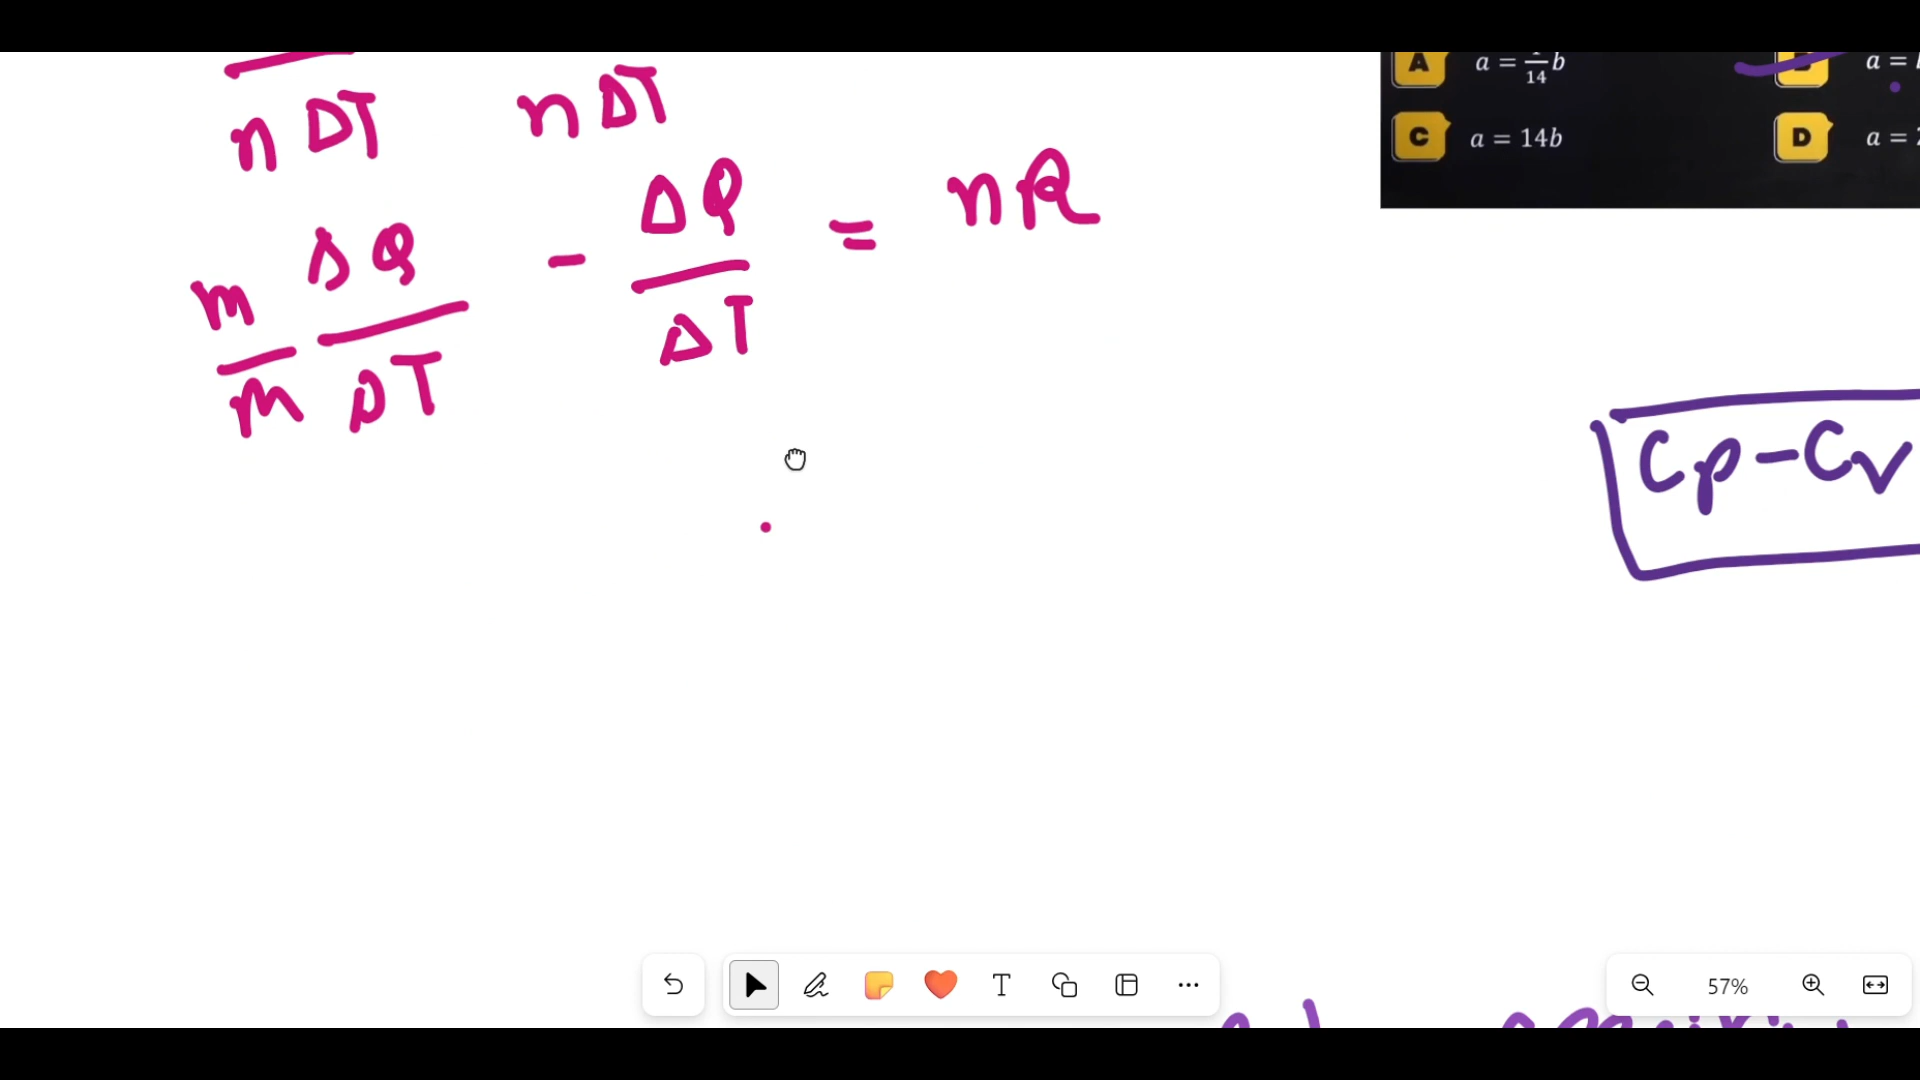 n ΔT   n ΔT
m/m ΔQ/ΔT - ΔQ/ΔT = nR
A a = 1/14 b   B a =
C a = 14b   D a =
Cp - Cv
57%